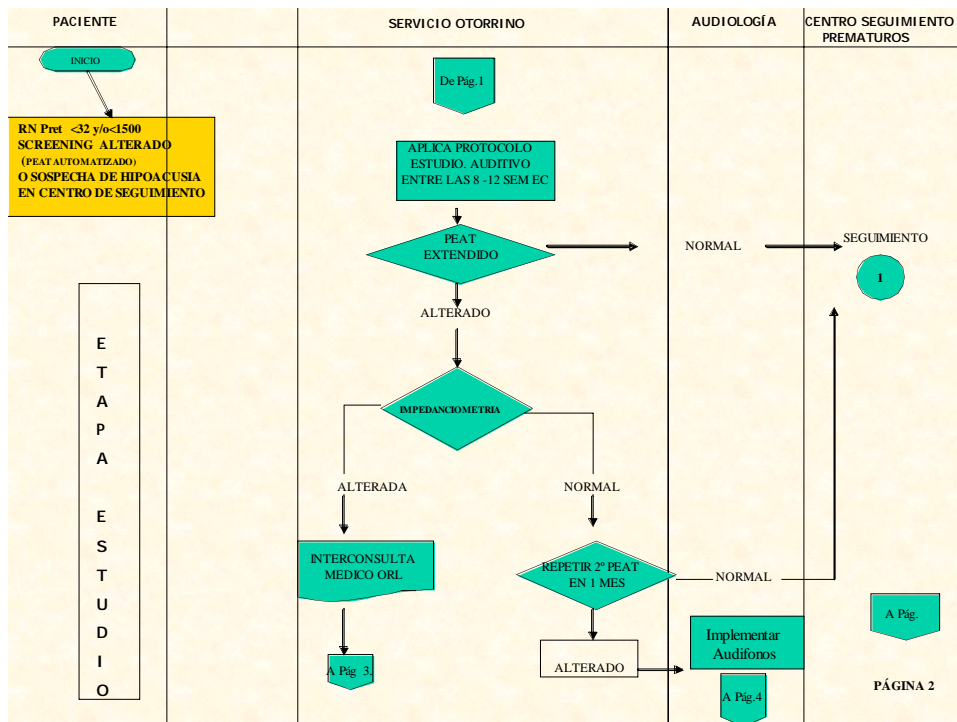 PACIENTE
SERVICIO OTORRINO
AUDIOLOGÍA
CENTRO SEGUIMIENTO
PREMATUROS
INICIO
De Pág.1
RN Pret <32 y/o<1500
SCREENING ALTERADO
(PEAT AUTOMATIZADO)
O SOSPECHA DE HIPOACUSIA
EN CENTRO DE SEGUIMIENTO
APLICA PROTOCOLO
ESTUDIO. AUDITIVO
ENTRE LAS 8 -12 SEM EC
PEAT
EXTENDIDO
NORMAL
SEGUIMIENTO
1
ALTERADO
IMPEDANCIOMETRIA
ALTERADA
NORMAL
INTERCONSULTA
MEDICO ORL
REPETIR 2º PEAT
EN 1 MES
NORMAL
A Pág 3.
ALTERADO
Implementar
Audífonos
A Pág.4
A Pág.
PÁGINA 2
E
T
A
P
A
E
S
T
U
D
I
O